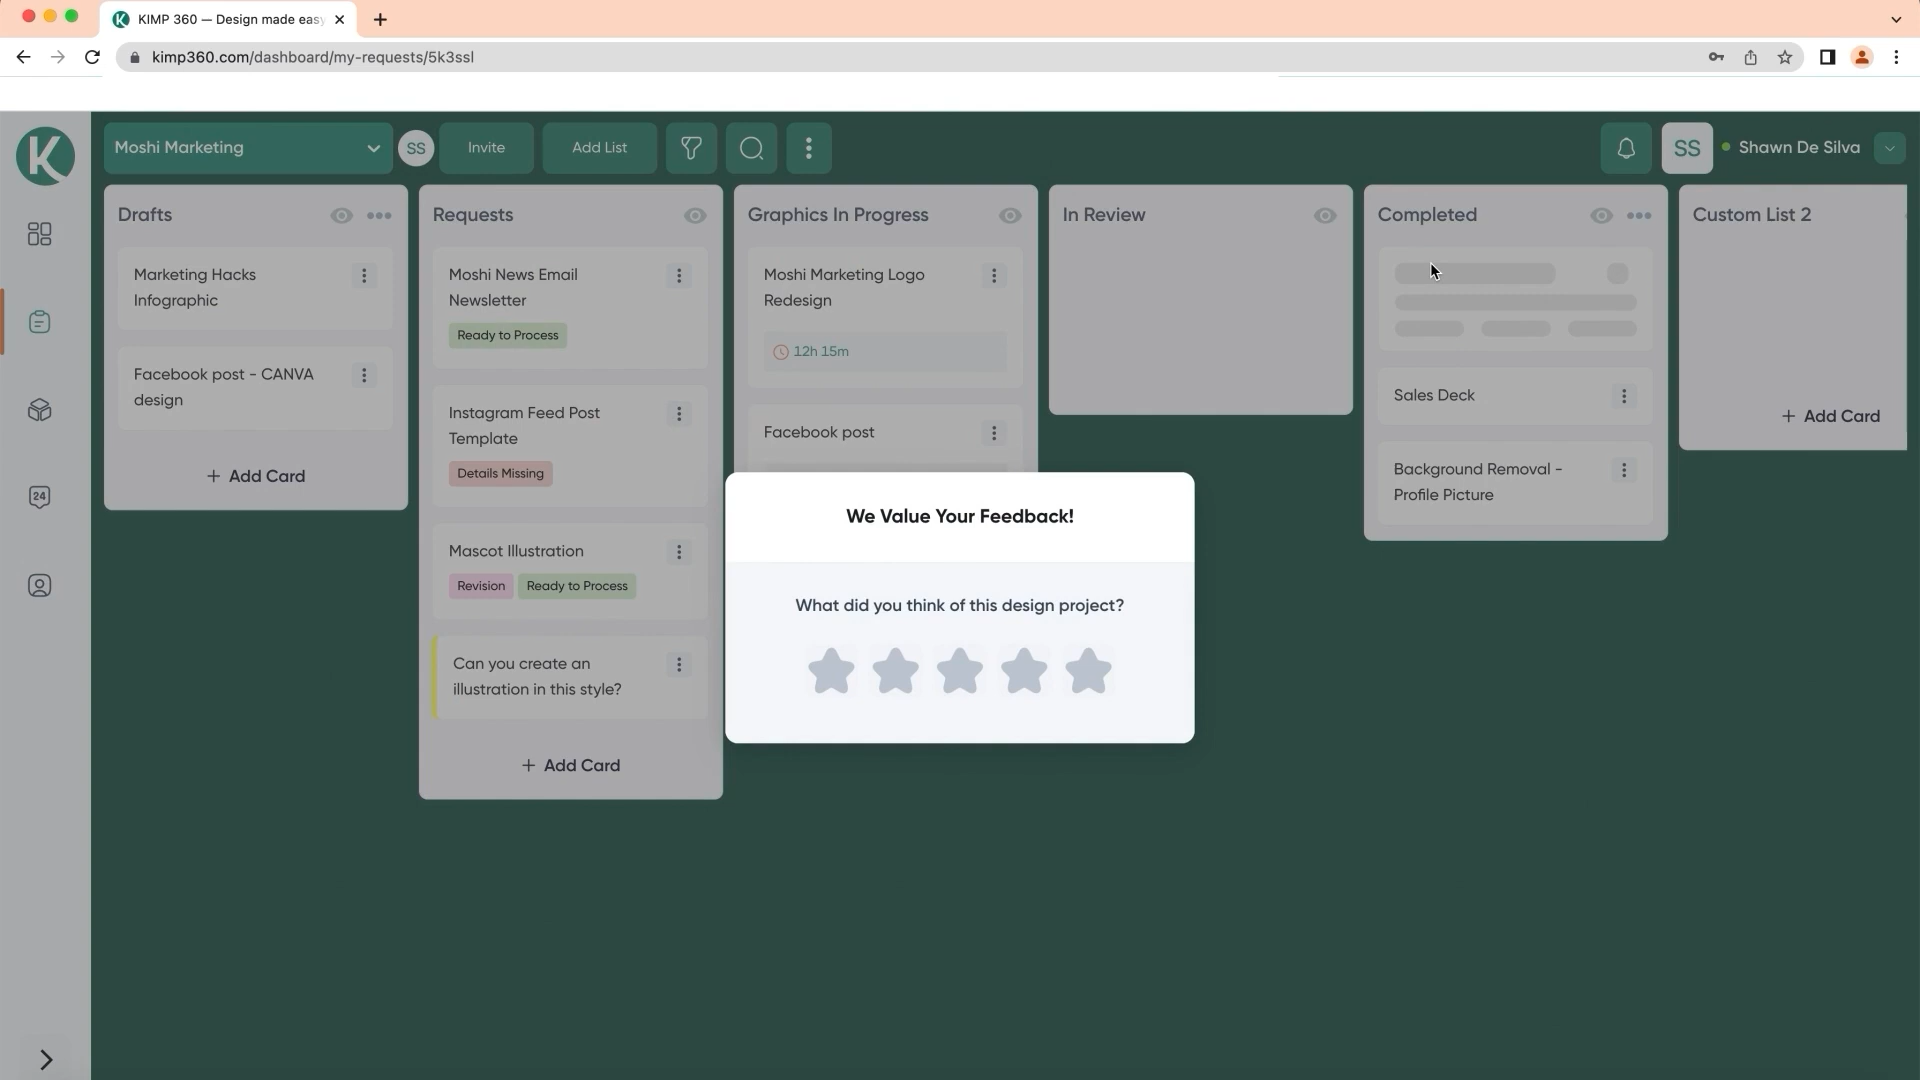 KIMP 360 — Design made easy
kimp360.com/dashboard/my-requests/5k3ssl
K
Moshi Marketing
SS
Invite
Add List
SS
Shawn De Silva
Drafts
Marketing Hacks
Infographic
Facebook post - CANVA
design
+ Add Card
Requests
Moshi News Email
Newsletter
Ready to Process
Instagram Feed Post
Template
Details Missing
Mascot Illustration
Revision
Ready to Process
Can you create an
illustration in this style?
+ Add Card
Graphics In Progress
Moshi Marketing Logo
Redesign
12h 15m
Facebook post
In Review
Completed
Sales Deck
Background Removal -
Profile Picture
Custom List 2
+ Add Card
24
We Value Your Feedback!
What did you think of this design project?